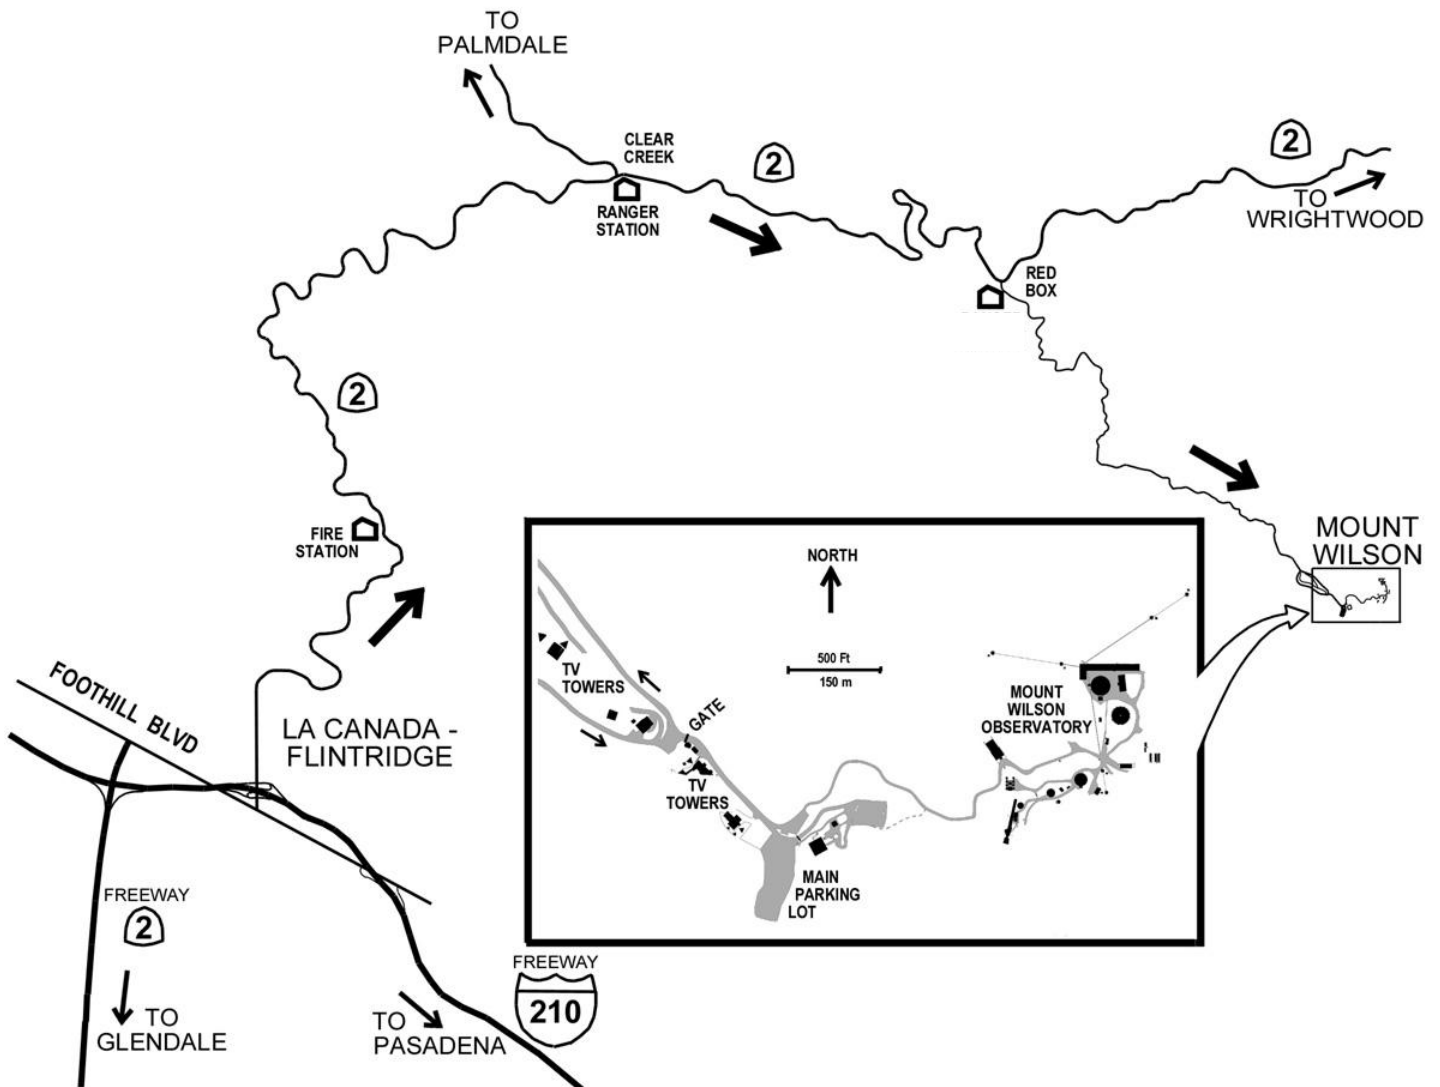 TO
PALMDALE
CLEAR
CREEK
2
2
RANGER
STATION
TO
WRIGHTWOOD
RED
BOX
2
FIRE
STATION
MOUNT
WILSON
NORTH
500 Ft
150 m
TV
TOWERS
GATE
MOUNT
WILSON
OBSERVATORY
TV
TOWERS
MAIN
PARKING
LOT
FOOTHILL BLVD
LA CANADA -
FLINTRIDGE
FREEWAY
2
TO
GLENDALE
TO
PASADENA
FREEWAY
210